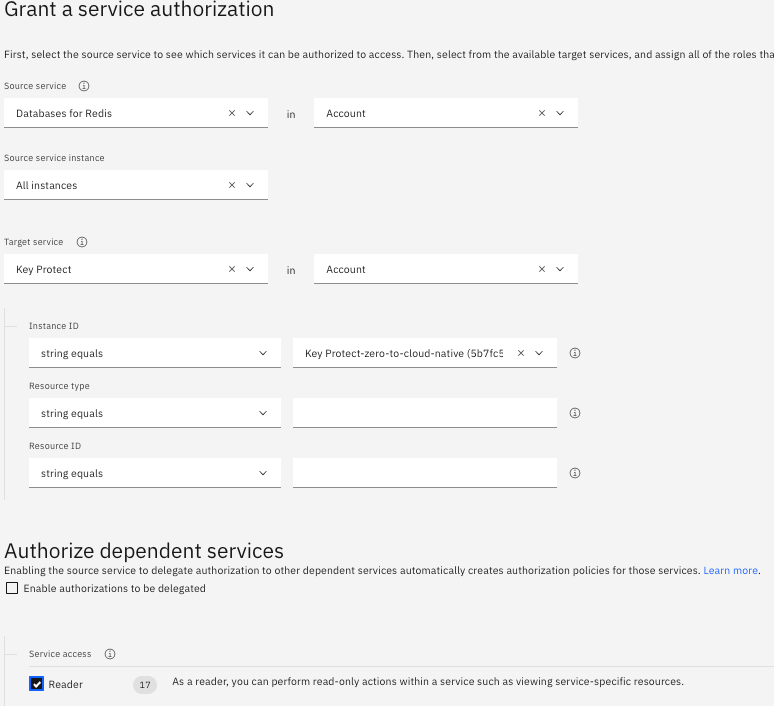 Grant a service authorization
First, select the source service to see which services it can be authorized to access. Then, select from the available target services, and assign all of the roles tha
Source service
Databases for Redis in Account
Source service instance
All instances
Target service
Key Protect in Account
Instance ID
string equals Key Protect-zero-to-cloud-native (5b7fc5
Resource type
string equals
Resource ID
string equals
Authorize dependent services
Enabling the source service to delegate authorization to other dependent services automatically creates authorization policies for those services. Learn more.
Enable authorizations to be delegated
Service access
Reader 17 As a reader, you can perform read-only actions within a service such as viewing service-specific resources.